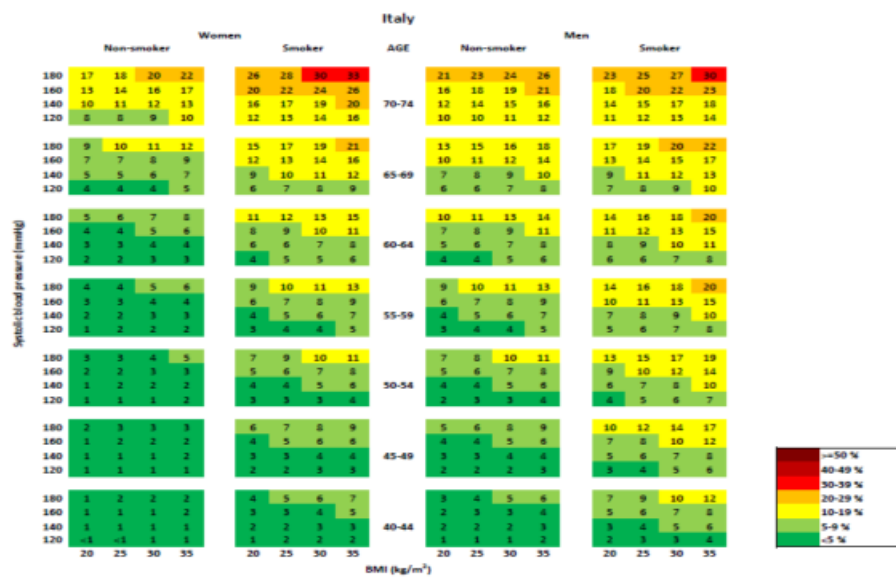 Italy
Women Men
Non-smoker Smoker AGE Non-smoker Smoker
180 17 18 20 22 26 28 30 33 21 23 24 26 23 25 27 30
160 13 14 16 17 20 22 24 26 16 18 19 21 18 20 22 23
140 10 11 12 13 16 17 19 20 70-74 12 14 15 16 14 15 17 18
120 8 8 9 10 12 13 14 16 10 10 11 12 11 12 13 14
180 9 10 11 12 15 17 19 21 13 15 16 18 17 19 20 22
160 7 7 8 9 12 13 14 16 10 11 12 14 13 14 15 17
140 5 5 6 7 9 10 11 12 65-69 7 8 9 10 9 11 12 13
120 4 4 4 5 6 7 8 9 6 6 7 8 7 8 9 10
180 5 6 7 8 11 12 13 15 10 11 13 14 14 16 18 20
160 4 4 5 6 8 9 10 11 7 8 9 11 11 12 13 15
140 3 3 4 4 6 6 7 8 60-64 5 6 7 8 8 9 10 11
120 2 2 3 3 4 5 5 6 4 4 5 6 6 6 7 8
180 4 4 5 6 9 10 11 13 9 10 11 13 14 16 18 20
160 3 3 4 4 6 7 8 9 6 7 8 9 10 11 13 15
140 2 2 3 3 4 5 6 7 55-59 4 5 6 7 7 8 9 10
120 1 2 2 2 3 4 4 5 3 4 4 5 5 6 7 8
180 3 3 4 5 7 9 10 11 7 8 10 11 13 15 17 19
160 2 2 3 3 5 6 7 8 5 6 7 8 9 10 12 14
140 1 2 2 2 4 4 5 6 50-54 4 4 5 6 6 7 8 10
120 1 1 1 2 2 3 3 4 2 3 3 4 4 5 6 7
180 2 3 3 3 6 7 8 9 5 6 8 9 10 12 14 17
160 1 2 2 2 4 5 6 6 4 4 5 6 7 8 10 12
140 1 1 1 1 3 3 4 4 45-49 3 3 4 4 5 6 7 8
120 1 1 1 1 2 2 3 3 2 2 2 3 3 4 5 6
180 1 2 2 2 4 5 6 7 3 4 5 6 7 9 10 12
160 1 1 1 2 3 3 4 5 2 3 3 4 5 6 7 8
140 1 1 1 1 2 2 3 3 40-44 2 2 2 3 3 4 5 6
120 <1 <1 1 1 1 2 2 2 1 1 1 2 2 3 3 4
20 25 30 35 20 25 30 35 20 25 30 35 20 25 30 35
BMI (kg/m²)
Systolic blood pressure (mmHg)
>=50 %
40-49 %
30-39 %
20-29 %
10-19 %
5-9 %
<5 %